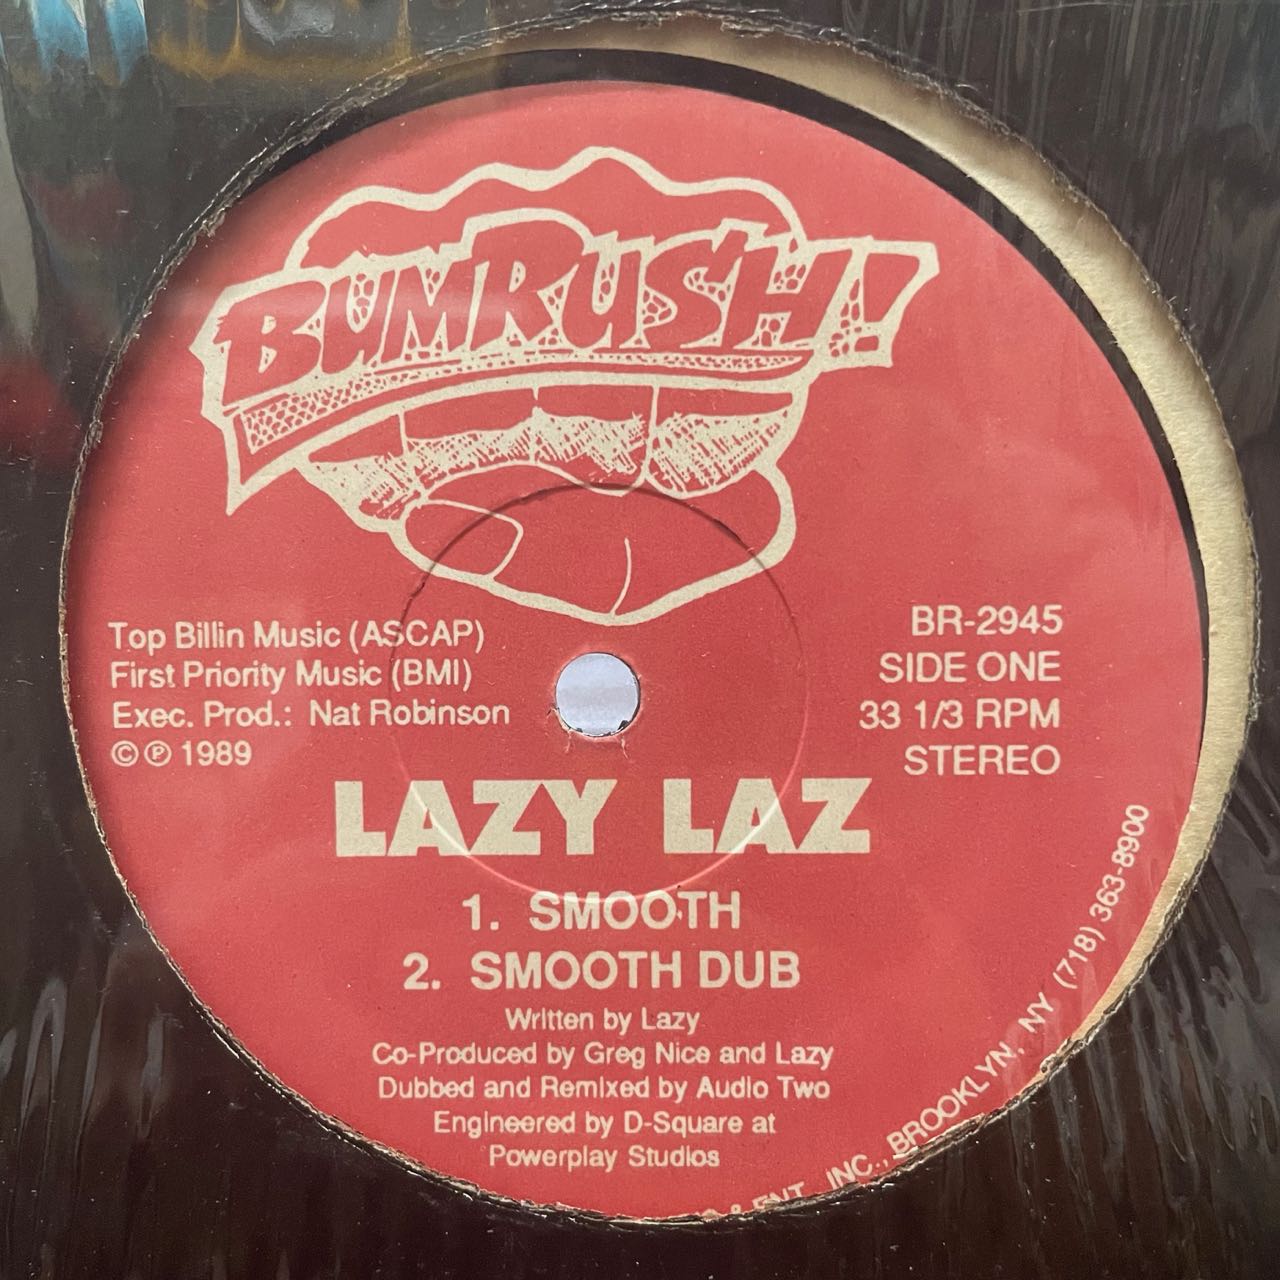 BUMRUSH!
Top Billin Music (ASCAP)
First Priority Music (BMI)
Exec. Prod.: Nat Robinson
©℗ 1989
BR-2945
SIDE ONE
33 1/3 RPM
STEREO
LAZY LAZ
1. SMOOTH
2. SMOOTH DUB
Written by Lazy
Co-Produced by Greg Nice and Lazy
Dubbed and Remixed by Audio Two
Engineered by D-Square at
Powerplay Studios
& ENT., INC., BROOKLYN, NY (718) 363-8900